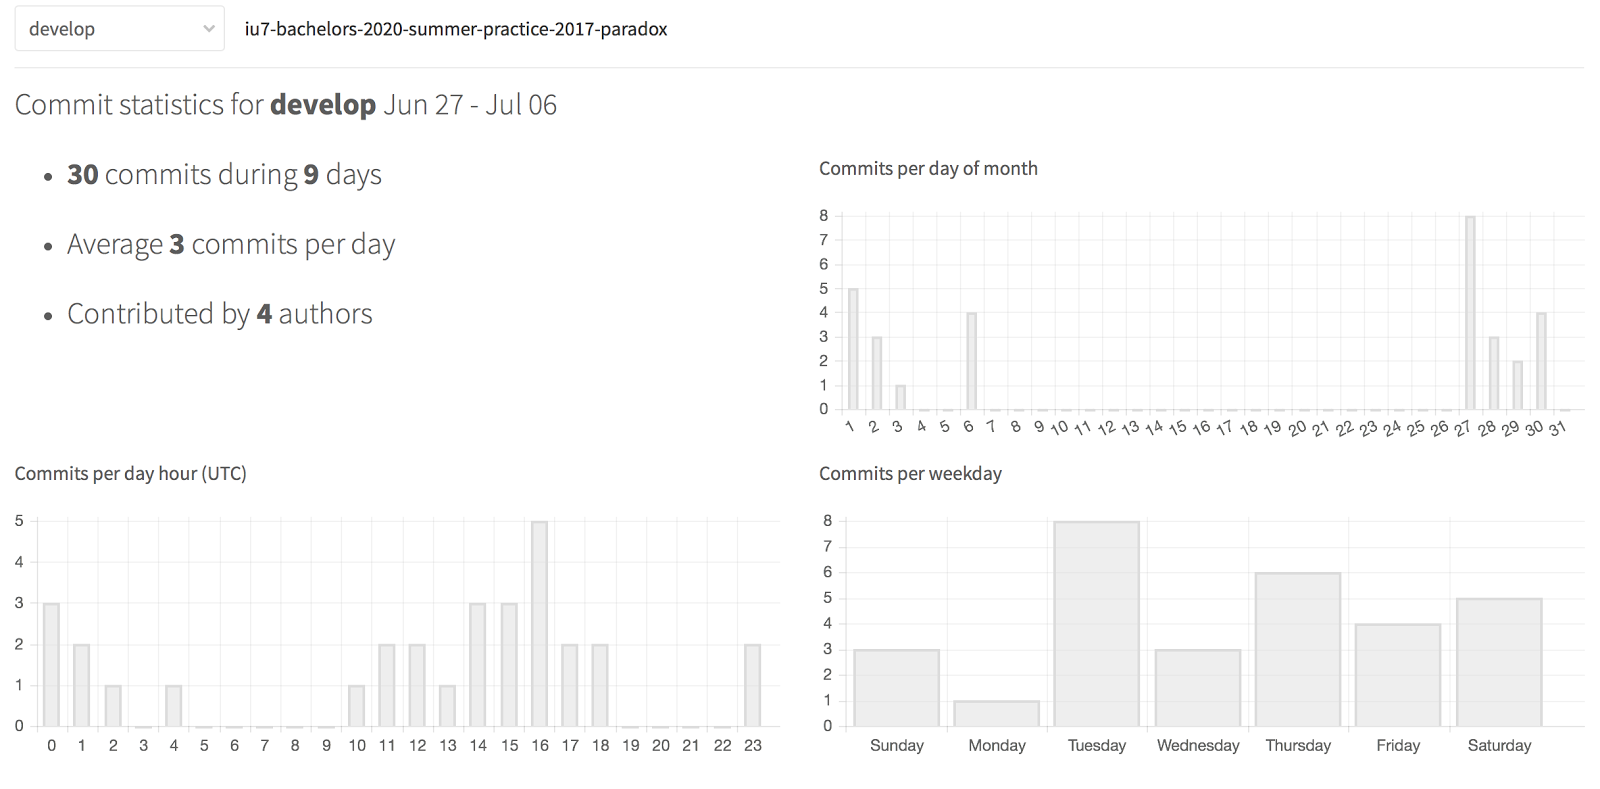 develop
iu7-bachelors-2020-summer-practice-2017-paradox
Commit statistics for develop Jun 27 - Jul 06
• 30 commits during 9 days
• Average 3 commits per day
• Contributed by 4 authors
Commits per day of month
8
7
6
5
4
3
2
1
0
1 2 3 4 5 6 7 8 9 10 11 12 13 14 15 16 17 18 19 20 21 22 23 24 25 26 27 28 29 30 31
Commits per day hour (UTC)
5
4
3
2
1
0
0 1 2 3 4 5 6 7 8 9 10 11 12 13 14 15 16 17 18 19 20 21 22 23
Commits per weekday
8
7
6
5
4
3
2
1
0
Sunday Monday Tuesday Wednesday Thursday Friday Saturday